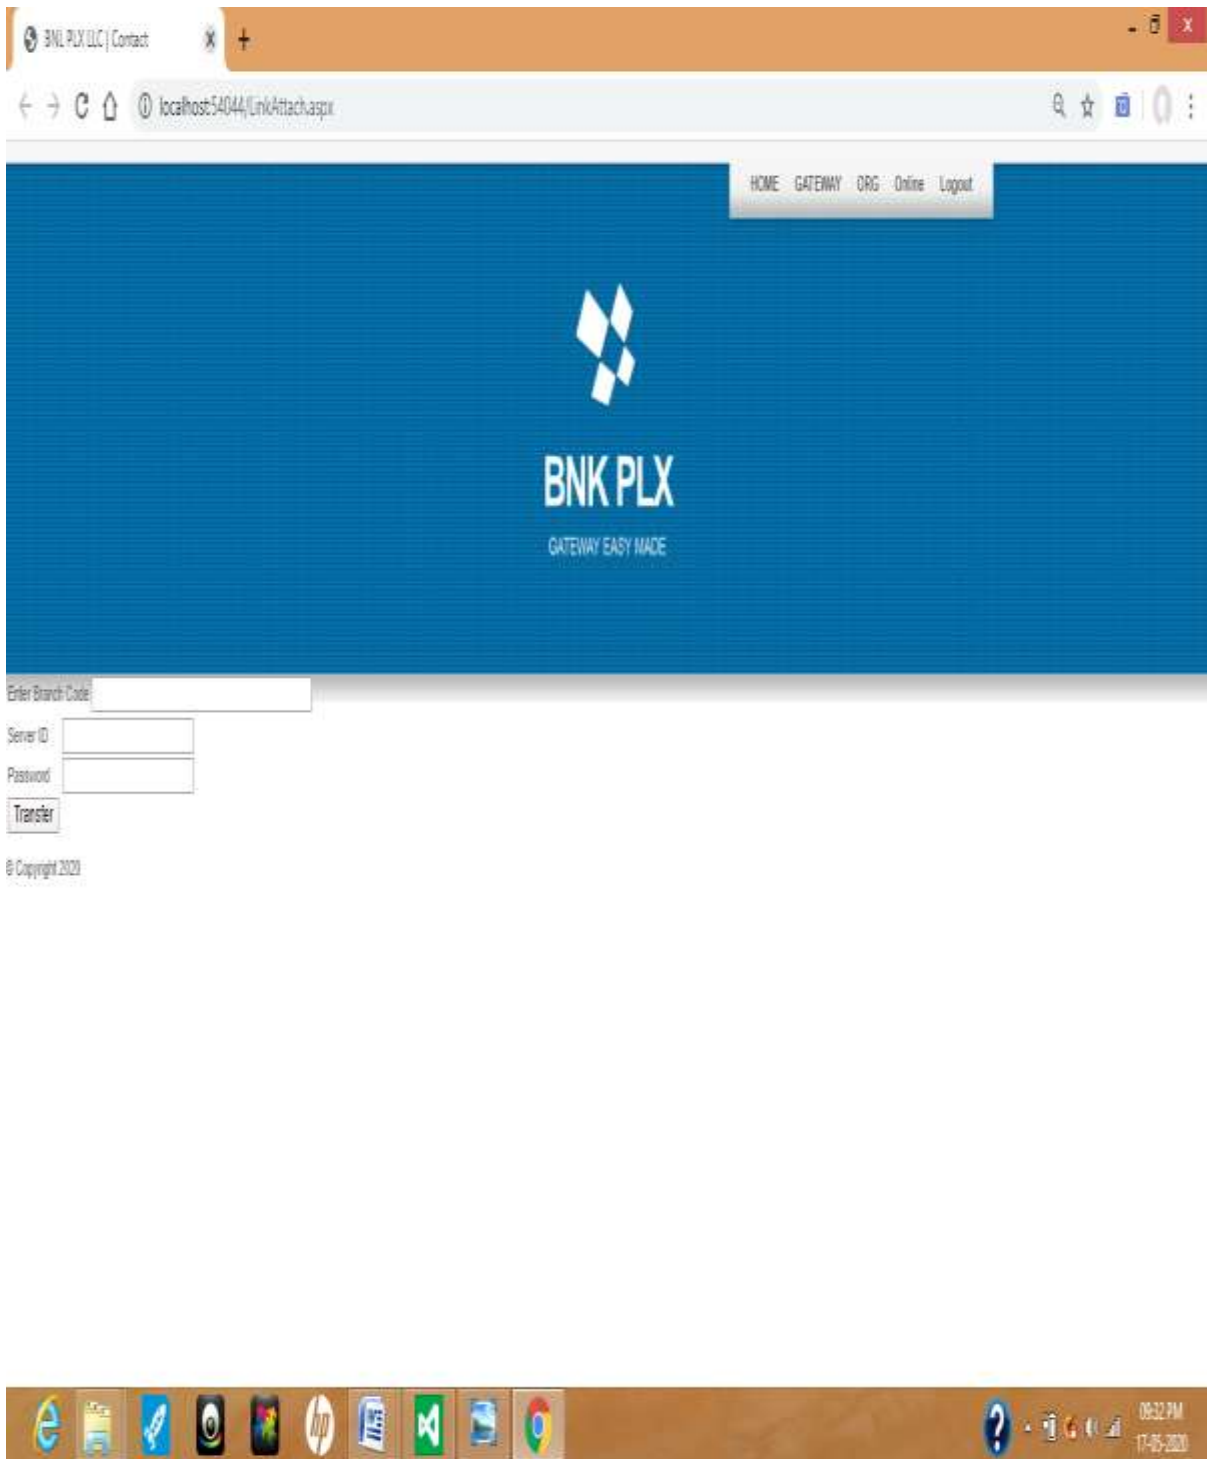 BNL PLX LLC | Contact
localhost:54044/LinkAttach.aspx
HOME GATEWAY ORG Online Logout
BNK PLX
GATEWAY EASY MADE
Enter Branch Code
Server ID
Password
Transfer
© Copyright 2020
hp
09:32 PM
17-05-2020